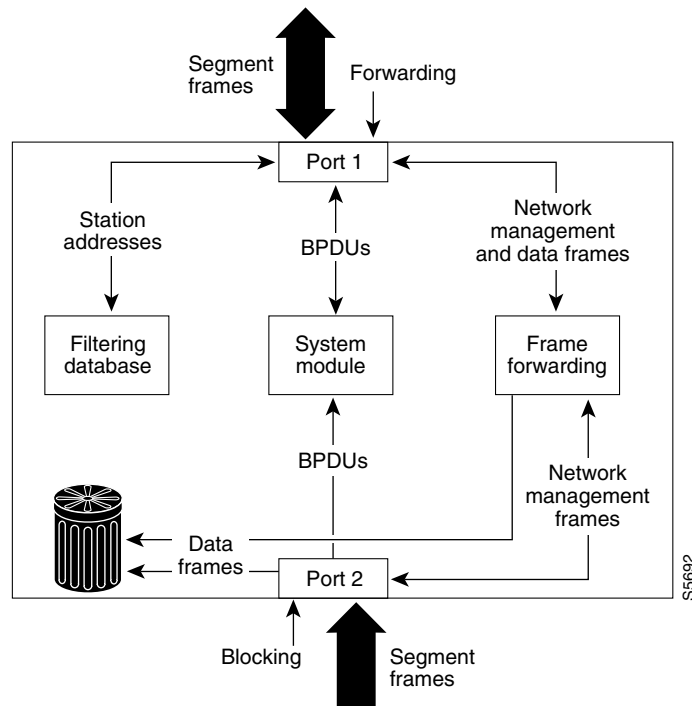 Segment
frames
Forwarding
Port 1
Station
addresses
BPDUs
Network
management
and data frames
Filtering
database
System
module
Frame
forwarding
BPDUs
Network
management
frames
Data
frames
Port 2
Blocking
Segment
frames
S5692